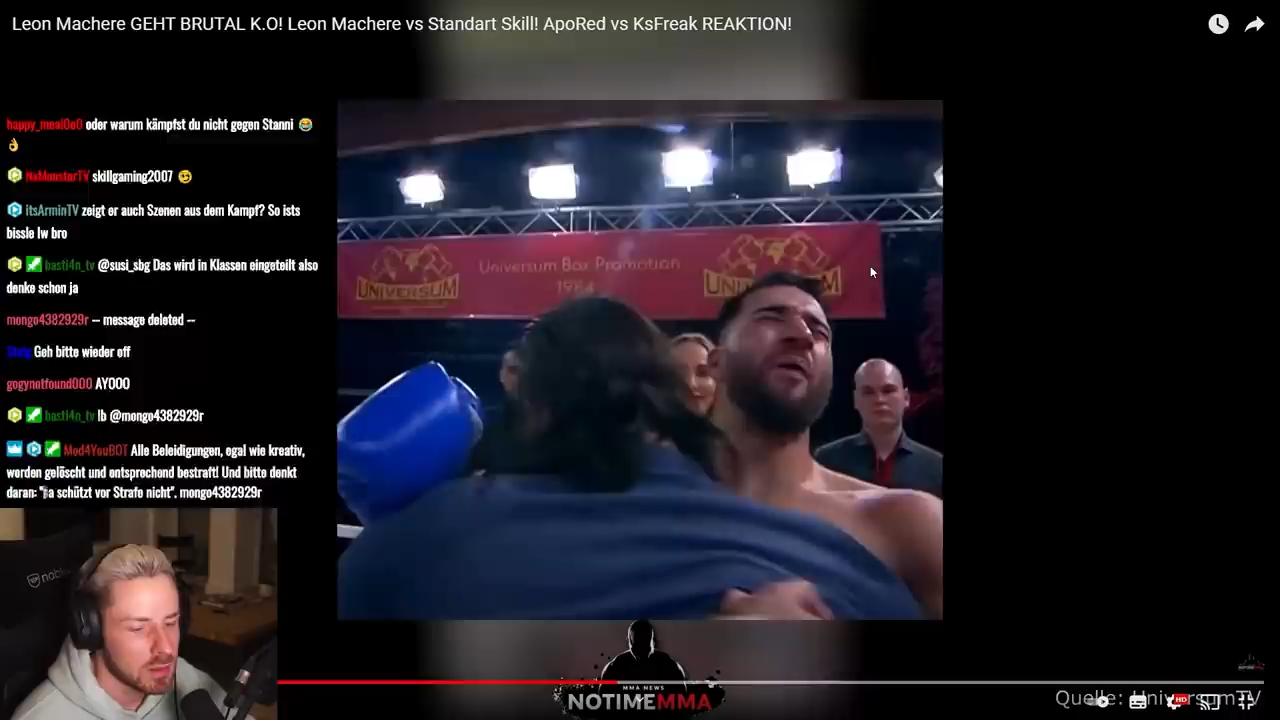 Leon Machere GEHT BRUTAL K.O! Leon Machere vs Standart Skill! ApoRed vs KsFreak REAKTION!
happy_meal0o0 oder warum kämpfst du nicht gegen Stanni
NxMonsterTV skillgaming2007
itsArminTV zeigt er auch Szenen aus dem Kampf? So ists
bissle lw bro
basti4n_tv @susi_sbg Das wird in Klassen eingeteilt also
denke schon ja
mongo4382929r -- message deleted --
Geh bitte wieder off
gogynotfound000 AYOOO
basti4n_tv lb @mongo4382929r
Mod4YouBOT Alle Beleidigungen, egal wie kreativ,
werden gelöscht und entsprechend bestraft! Und bitte denkt
daran: "a schützt vor Strafe nicht". mongo4382929r
UNIVERSUM
Universum Box Promotion
1984
UNIVERSUM
noble
MMA NEWS
NOTIMEMMA
Quelle: UniversumTV
HD